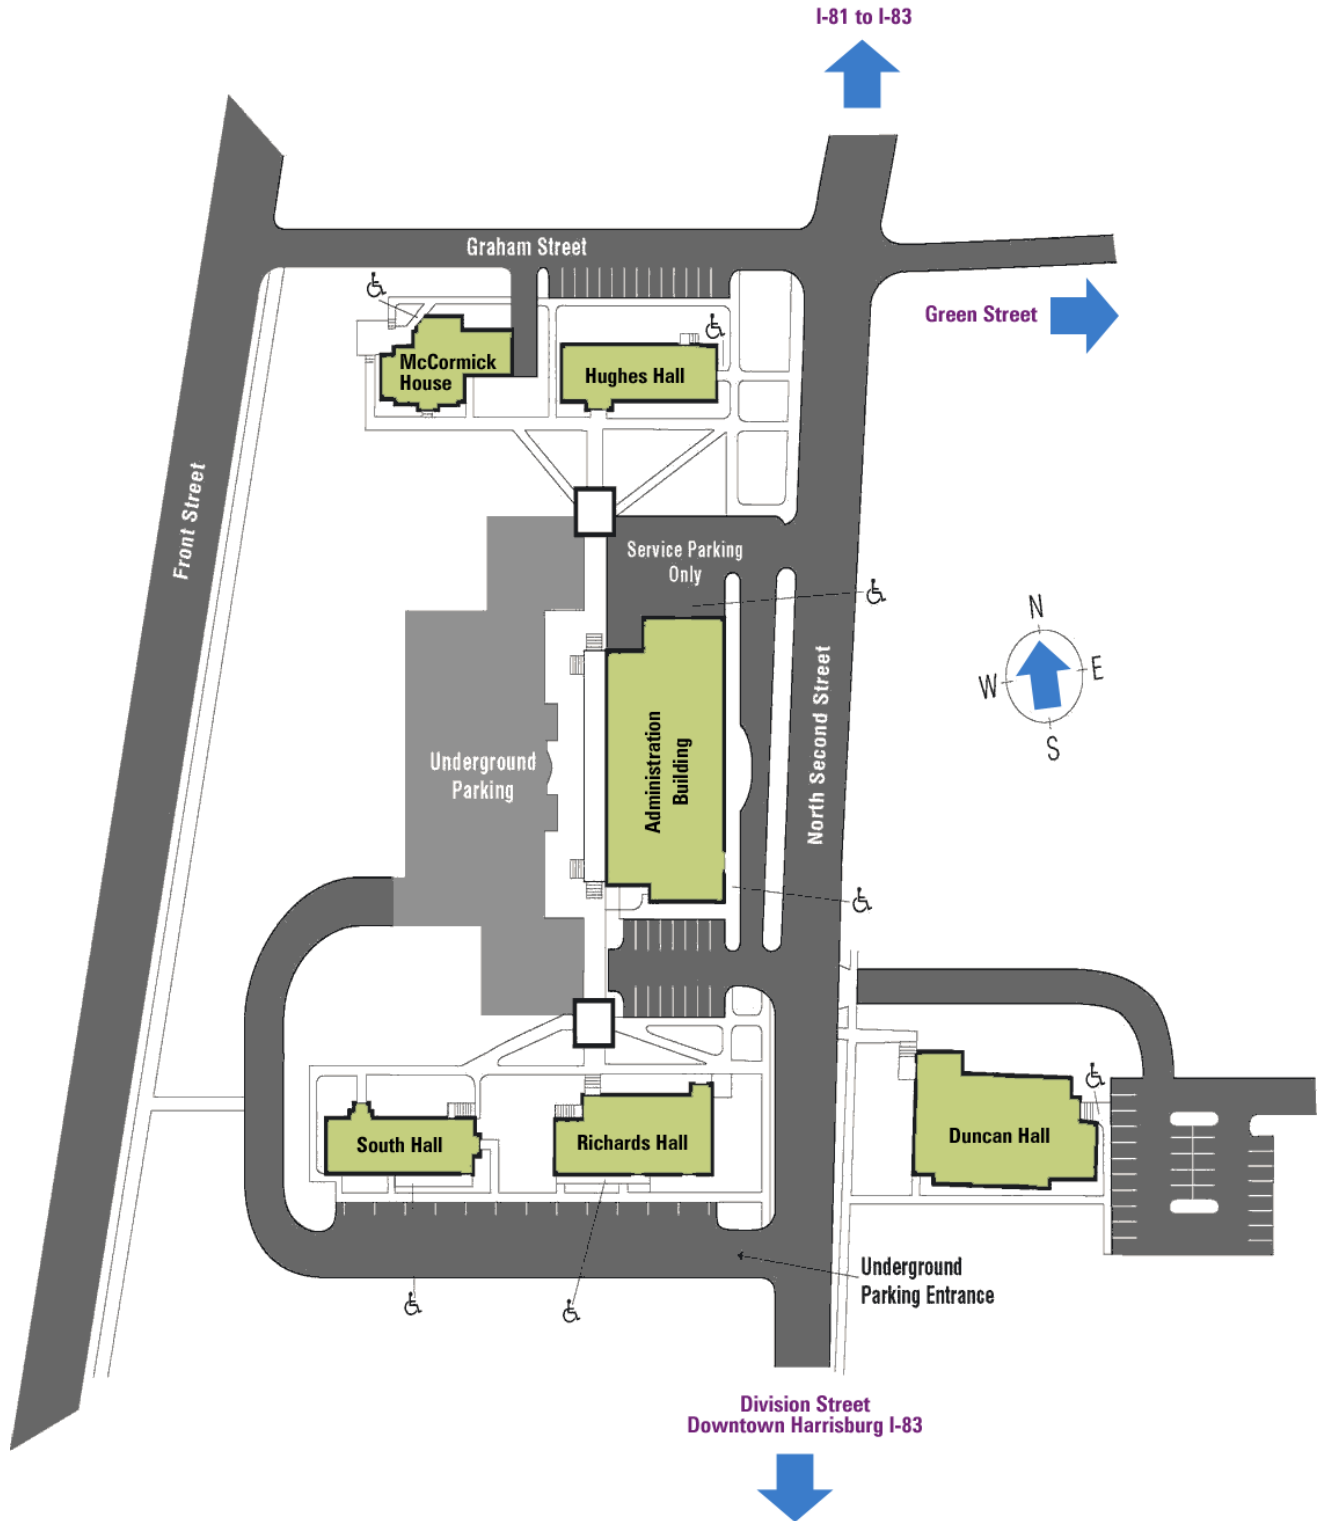 I-81 to I-83
Graham Street
Green Street
McCormick
House
Hughes Hall
Front Street
Service Parking
Only
N
W
E
S
North Second Street
Administration
Building
Underground
Parking
South Hall
Richards Hall
Duncan Hall
Underground
Parking Entrance
Division Street
Downtown Harrisburg I-83